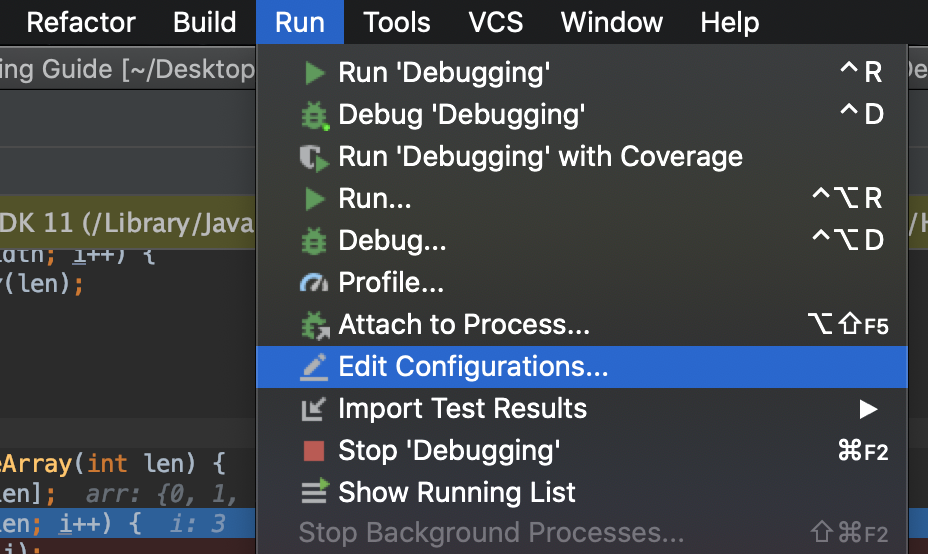 Refactor Build Run Tools VCS Window Help
ing Guide [~/Desktop
Run 'Debugging' ^ R
Debug 'Debugging' ^ D
Run 'Debugging' with Coverage
Run... ^⌥ R
DK 11 (/Library/Java
Debug... ^⌥ D
i++) {
Profile... 
(len);
Attach to Process... ⌥⇧F5
Edit Configurations...
Import Test Results ▶
Stop 'Debugging' ⌘F2
eArray(int len) {
Show Running List
len]; arr: {0, 1,
len; i++) { i: 3
Stop Background Processes... ⇧⌘F2